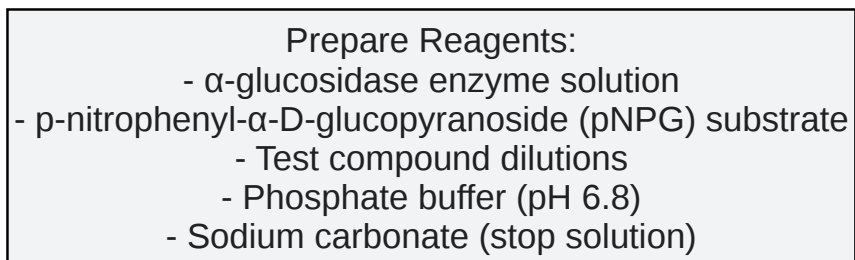 Prepare Reagents:
- α-glucosidase enzyme solution
- p-nitrophenyl-α-D-glucopyranoside (pNPG) substrate
- Test compound dilutions
- Phosphate buffer (pH 6.8)
- Sodium carbonate (stop solution)